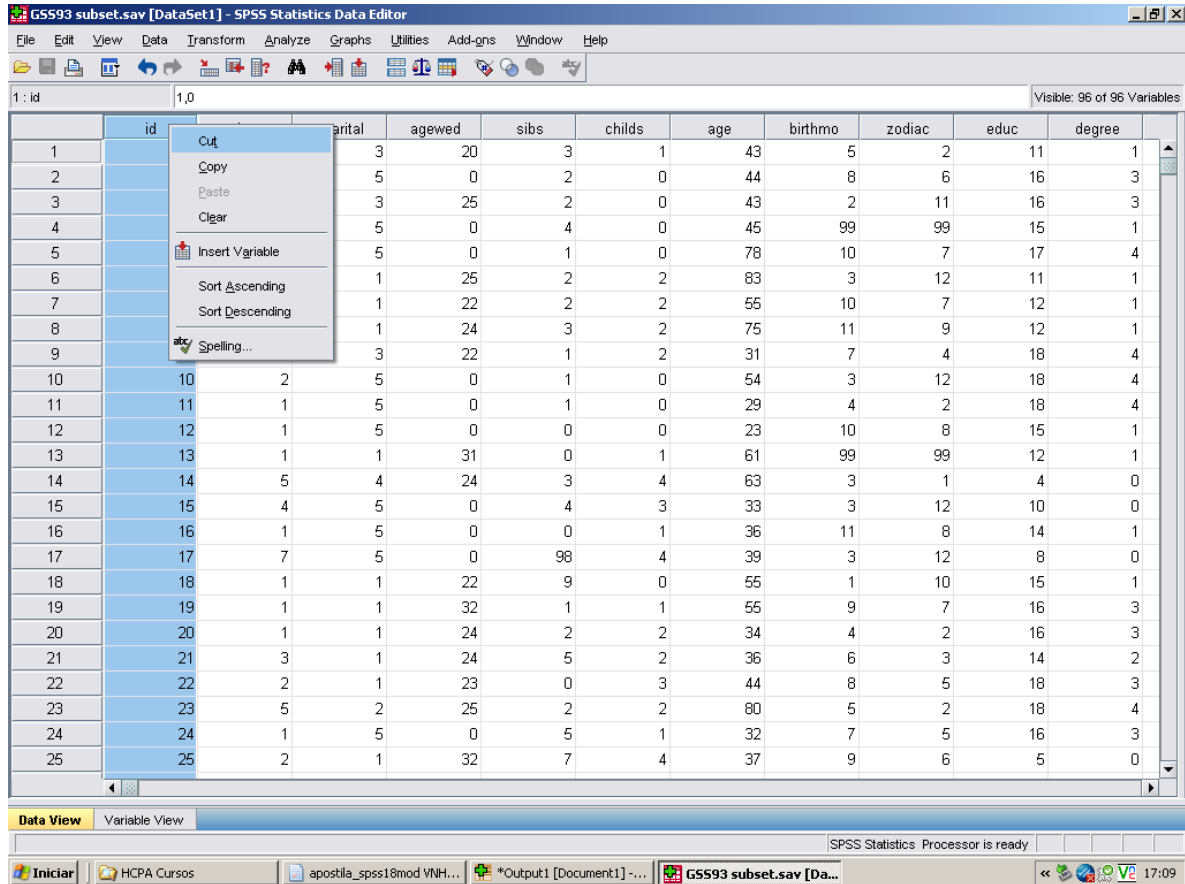 GSS93 subset.sav [DataSet1] - SPSS Statistics Data Editor
File Edit View Data Transform Analyze Graphs Utilities Add-ons Window Help
1 : id 1,0 Visible: 96 of 96 Variables
id arital agewed sibs childs age birthmo zodiac educ degree
1 3 20 3 1 43 5 2 11 1
2 5 0 2 0 44 8 6 16 3
3 3 25 2 0 43 2 11 16 3
4 5 0 4 0 45 99 99 15 1
5 5 0 1 0 78 10 7 17 4
6 1 25 2 2 83 3 12 11 1
7 1 22 2 2 55 10 7 12 1
8 1 24 3 2 75 11 9 12 1
9 3 22 1 2 31 7 4 18 4
10 10 2 5 0 1 0 54 3 12 18 4
11 11 1 5 0 1 0 29 4 2 18 4
12 12 1 5 0 0 0 23 10 8 15 1
13 13 1 1 31 0 1 61 99 99 12 1
14 14 5 4 24 3 4 63 3 1 4 0
15 15 4 5 0 4 3 33 3 12 10 0
16 16 1 5 0 0 1 36 11 8 14 1
17 17 7 5 0 98 4 39 3 12 8 0
18 18 1 1 22 9 0 55 1 10 15 1
19 19 1 1 32 1 1 55 9 7 16 3
20 20 1 1 24 2 2 34 4 2 16 3
21 21 3 1 24 5 2 36 6 3 14 2
22 22 2 1 23 0 3 44 8 5 18 3
23 23 5 2 25 2 2 80 5 2 18 4
24 24 1 5 0 5 1 32 7 5 16 3
25 25 2 1 32 7 4 37 9 6 5 0
Cut
Copy
Paste
Clear
Insert Variable
Sort Ascending
Sort Descending
Spelling...
Data View Variable View
SPSS Statistics Processor is ready
Iniciar HCPA Cursos apostila_spss18mod VNH... *Output1 [Document1] -... GSS93 subset.sav [Da... 17:09